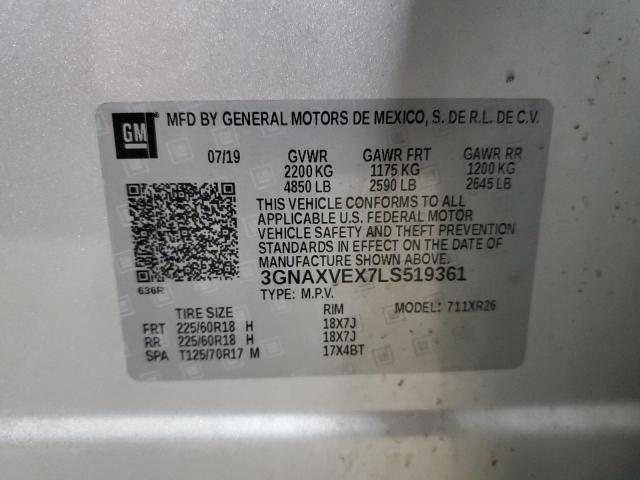 GM
MFD BY GENERAL MOTORS DE MEXICO, S. DE R.L. DE C.V.
07/19 GVWR GAWR FRT GAWR RR
2200 KG 1175 KG 1200 KG
4850 LB 2590 LB 2645 LB
THIS VEHICLE CONFORMS TO ALL
APPLICABLE U.S. FEDERAL MOTOR
VEHICLE SAFETY AND THEFT PREVENTION
STANDARDS IN EFFECT ON THE DATE OF
MANUFACTURE SHOWN ABOVE.
636R 3GNAXVEX7LS519361
TYPE: M.P.V.
TIRE SIZE RIM MODEL: 711XR26
FRT 225/60R18 H 18X7J
RR 225/60R18 H 18X7J
SPA T125/70R17 M 17X4BT